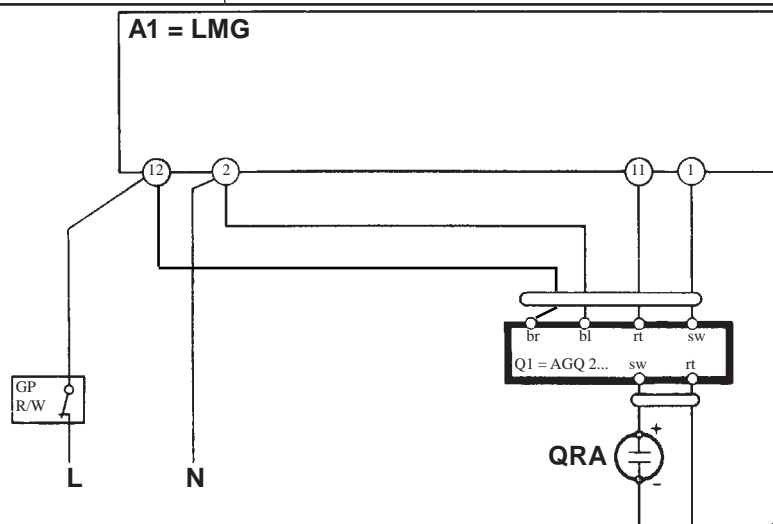 A1 = LMG
12 2 11 1
br bl rt sw
Q1 = AGQ 2... sw rt
GP
R/W
+
QRA
-
L N